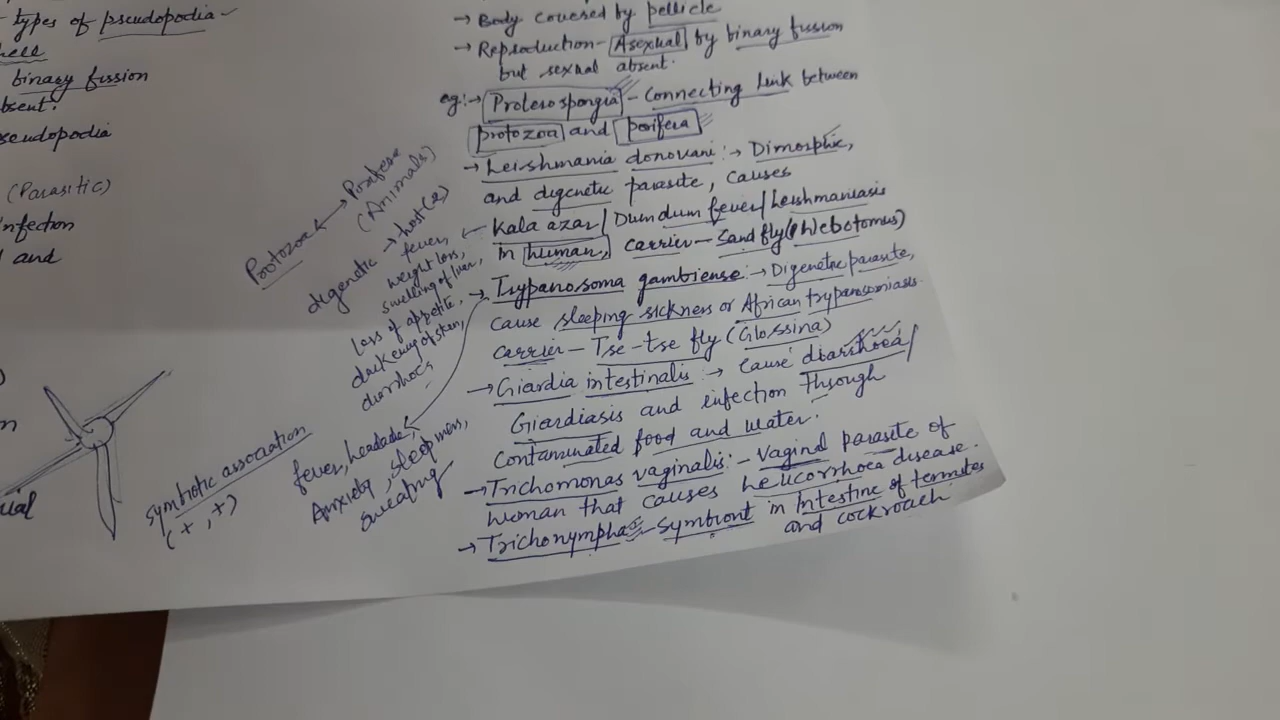 types of pseudopodia
binary fission
bsent.
seudopodia
(Parasitic)
infection
and
→ Body covered by pellicle
→ Reproduction- Asexual by binary fission
but sexual absent.
eg:→ Proterospongia - Connecting Link between
protozoa and porifera
→ Leishmania donovani :→ Dimorphic,
and digenetic parasite, causes
Kala azar/ Dumdum fever/ Leishmaniasis
in human, carrier - Sand fly (Phlebotomus)
→ Trypanosoma gambiense :→ Digenetic parasite,
cause sleeping sickness or African trypanosomiasis.
carrier - Tse-tse fly (Glossina)
→ Giardia intestinalis → cause diarrhoea/
Giardiasis and infection through
Contaminated food and water.
→ Trichomonas vaginalis :- vaginal parasite of
woman that causes leucorrhoea disease.
→ Trichonympha - Symbiont in Intestine of termites
and cockroach
Protozoa ↔ Porifera
(Animals)
digenetic → host (2)
fever,
weight loss,
swelling of liver,
loss of appetite,
darkening of skin,
diarrhoea
fever, headache,
Anxiety, sleepiness,
sweating
symbiotic association
(+, +)